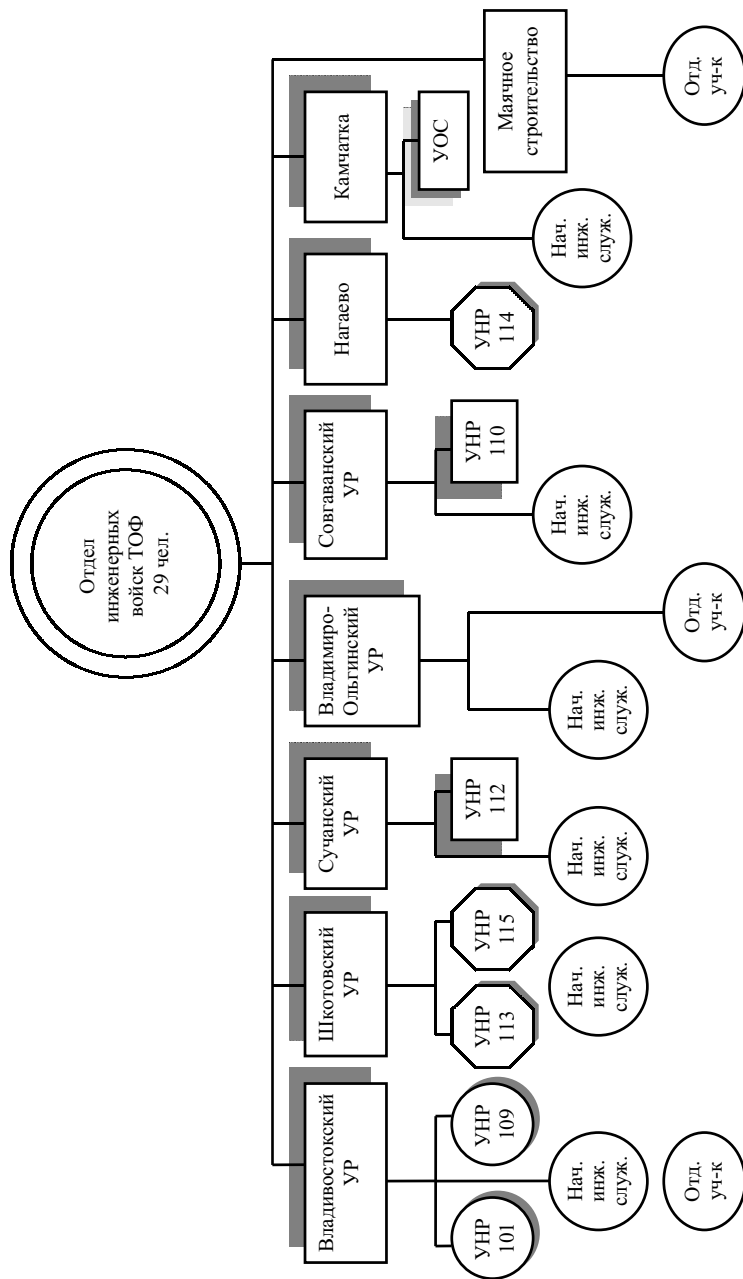 Отдел
инженерных
войск ТОФ
29 чел.
Владивостокский
УР
Шкотовский
УР
Сучанский
УР
Владимиро-
Ольгинский
УР
Совгаванский
УР
Нагаево
Камчатка
Маячное
строительство
УНР
101
УНР
109
УНР
113
УНР
115
УНР
112
УНР
110
УНР
114
УОС
Нач.
инж.
служ.
Нач.
инж.
служ.
Нач.
инж.
служ.
Нач.
инж.
служ.
Нач.
инж.
служ.
Нач.
инж.
служ.
Отд.
уч-к
Отд.
уч-к
Отд.
уч-к